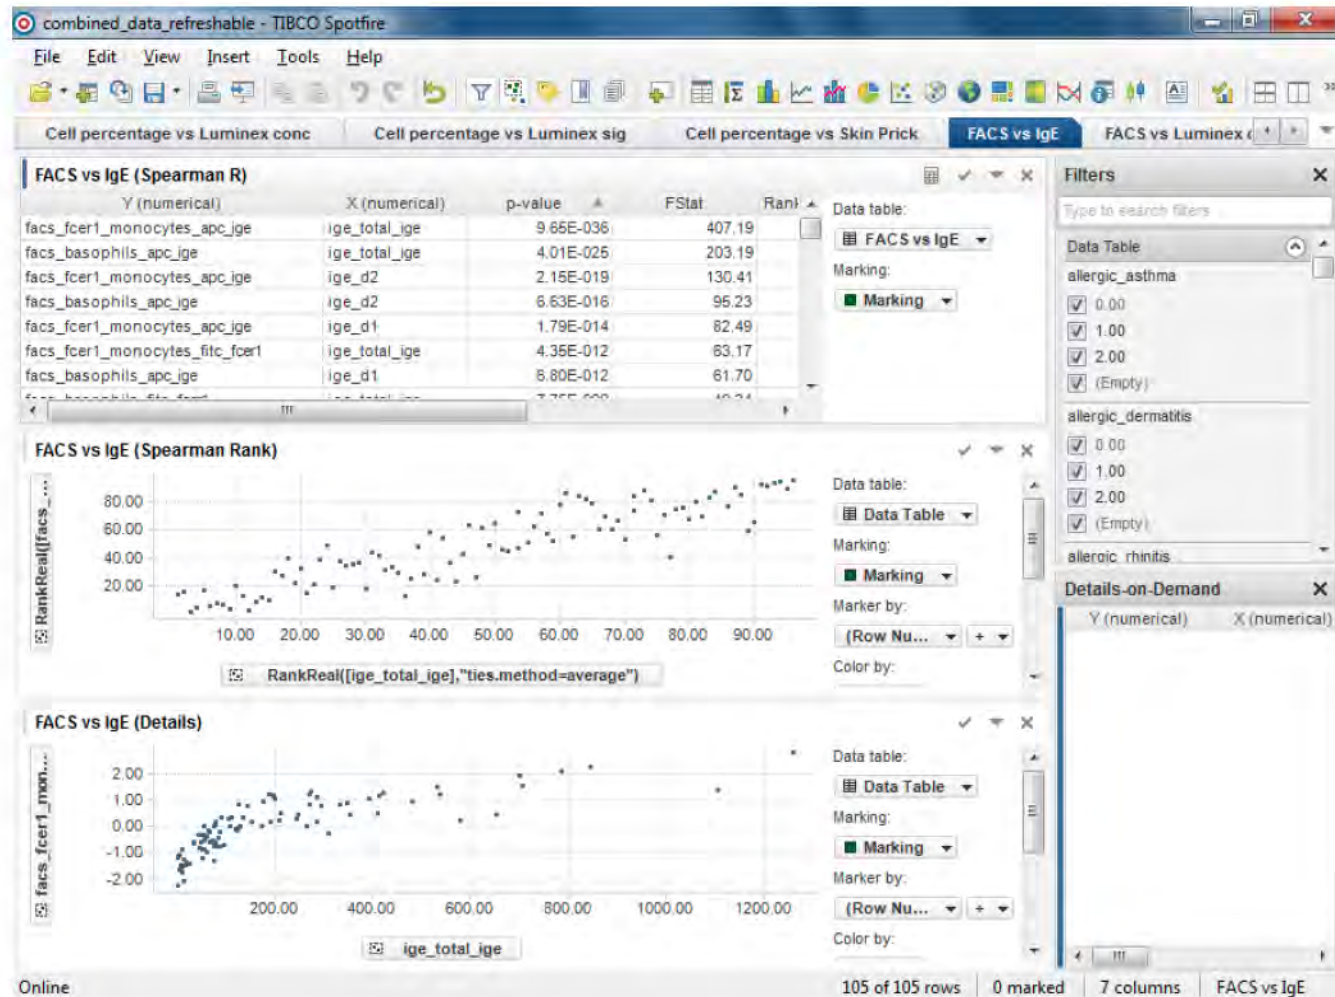 combined_data_refreshable - TIBCO Spotfire
File Edit View Insert Tools Help
Cell percentage vs Luminex conc Cell percentage vs Luminex sig Cell percentage vs Skin Prick FACS vs IgE FACS vs Luminex
FACS vs IgE (Spearman R)
Y (numerical) X (numerical) p-value FStat Rank
facs_fcer1_monocytes_apc_ige ige_total_ige 9.65E-036 407.19
facs_basophils_apc_ige ige_total_ige 4.01E-025 203.19
facs_fcer1_monocytes_apc_ige ige_d2 2.15E-019 130.41
facs_basophils_apc_ige ige_d2 6.63E-016 95.23
facs_fcer1_monocytes_apc_ige ige_d1 1.79E-014 82.49
facs_fcer1_monocytes_fitc_fcer1 ige_total_ige 4.35E-012 63.17
facs_basophils_apc_ige ige_d1 6.80E-012 61.70
Data table:
FACS vs IgE
Marking:
Marking
FACS vs IgE (Spearman Rank)
RankReal([facs_...
80.00
60.00
40.00
20.00
10.00 20.00 30.00 40.00 50.00 60.00 70.00 80.00 90.00
RankReal([ige_total_ige],"ties.method=average")
Data table:
Data Table
Marking:
Marking
Marker by:
(Row Nu... +
Color by:
FACS vs IgE (Details)
facs_fcer1_mon...
2.00
1.00
0.00
-1.00
-2.00
200.00 400.00 600.00 800.00 1000.00 1200.00
ige_total_ige
Data table:
Data Table
Marking:
Marking
Marker by:
(Row Nu... +
Color by:
Filters
Type to search filters
Data Table
allergic_asthma
0.00
1.00
2.00
(Empty)
allergic_dermatitis
0.00
1.00
2.00
(Empty)
allergic_rhinitis
Details-on-Demand
Y (numerical) X (numerical)
Online 105 of 105 rows 0 marked 7 columns FACS vs IgE